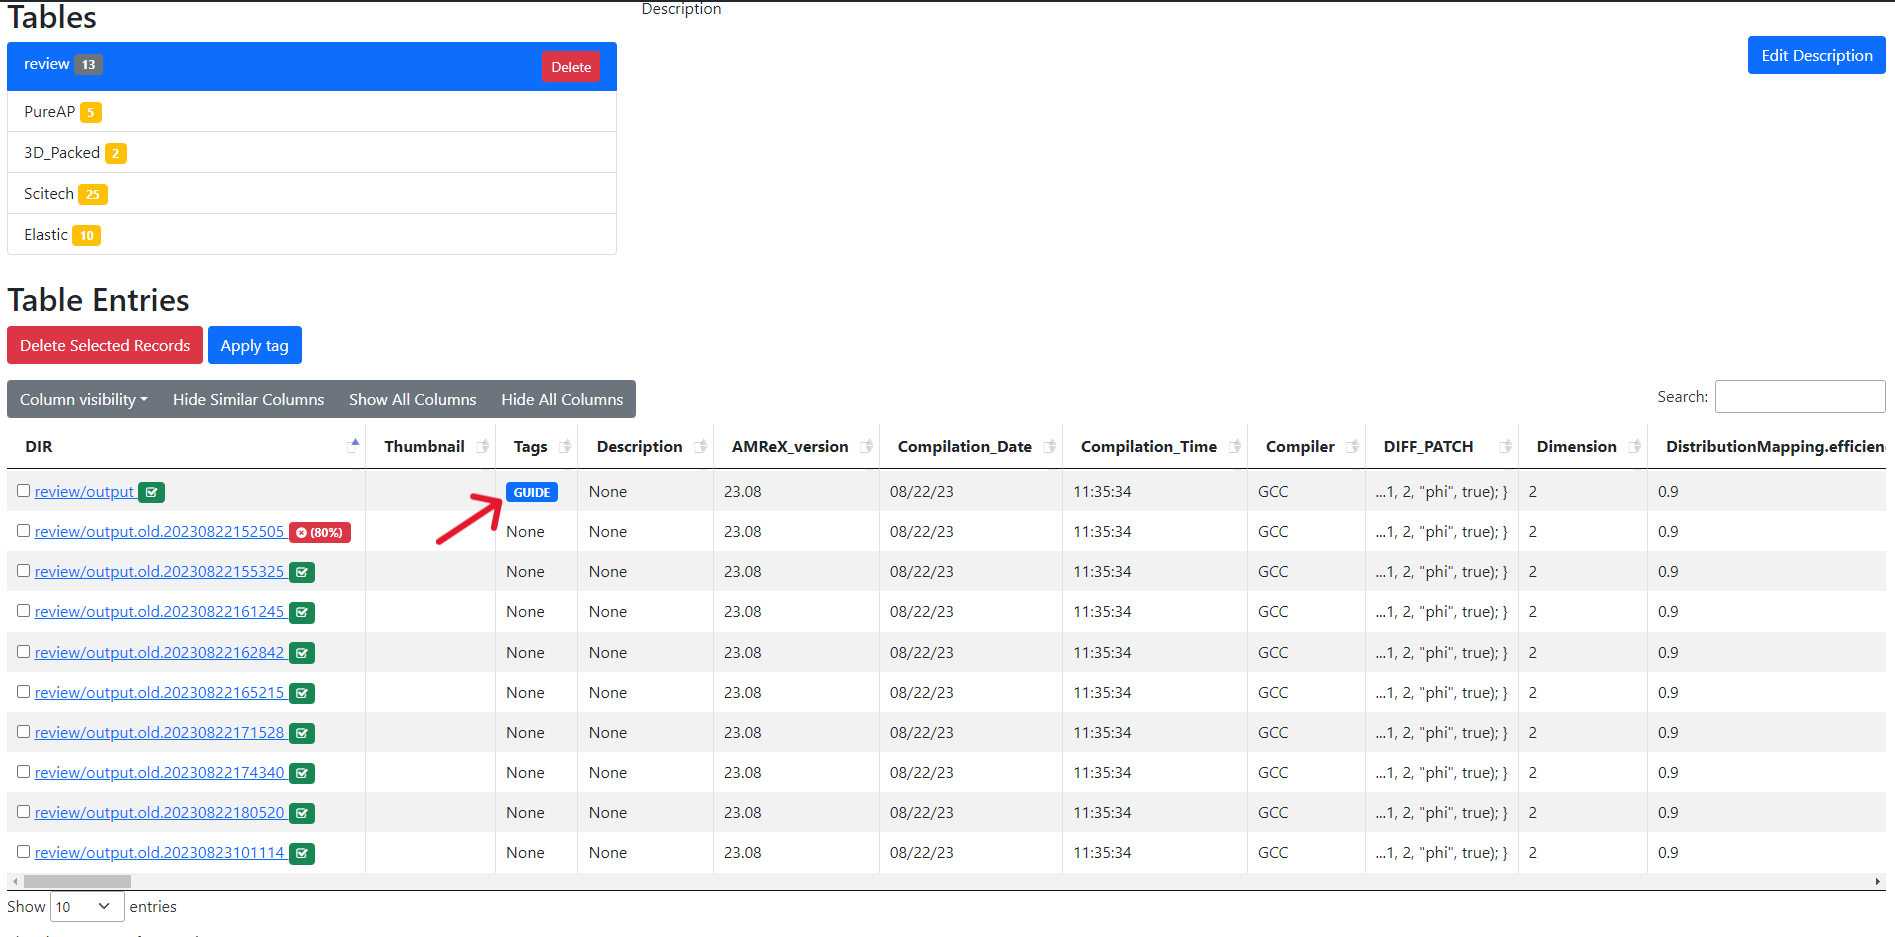 Tables
Description
review 13 Delete
Edit Description
PureAP 5
3D_Packed 2
Scitech 25
Elastic 10
Table Entries
Delete Selected Records Apply tag
Column visibility Hide Similar Columns Show All Columns Hide All Columns Search:
DIR Thumbnail Tags Description AMReX_version Compilation_Date Compilation_Time Compiler DIFF_PATCH Dimension DistributionMapping.efficien
review/output GUIDE None 23.08 08/22/23 11:35:34 GCC ...1, 2, "phi", true); } 2 0.9
review/output.old.20230822152505 (80%) None None 23.08 08/22/23 11:35:34 GCC ...1, 2, "phi", true); } 2 0.9
review/output.old.20230822155325 None None 23.08 08/22/23 11:35:34 GCC ...1, 2, "phi", true); } 2 0.9
review/output.old.20230822161245 None None 23.08 08/22/23 11:35:34 GCC ...1, 2, "phi", true); } 2 0.9
review/output.old.20230822162842 None None 23.08 08/22/23 11:35:34 GCC ...1, 2, "phi", true); } 2 0.9
review/output.old.20230822165215 None None 23.08 08/22/23 11:35:34 GCC ...1, 2, "phi", true); } 2 0.9
review/output.old.20230822171528 None None 23.08 08/22/23 11:35:34 GCC ...1, 2, "phi", true); } 2 0.9
review/output.old.20230822174340 None None 23.08 08/22/23 11:35:34 GCC ...1, 2, "phi", true); } 2 0.9
review/output.old.20230822180520 None None 23.08 08/22/23 11:35:34 GCC ...1, 2, "phi", true); } 2 0.9
review/output.old.20230823101114 None None 23.08 08/22/23 11:35:34 GCC ...1, 2, "phi", true); } 2 0.9
Show 10 entries